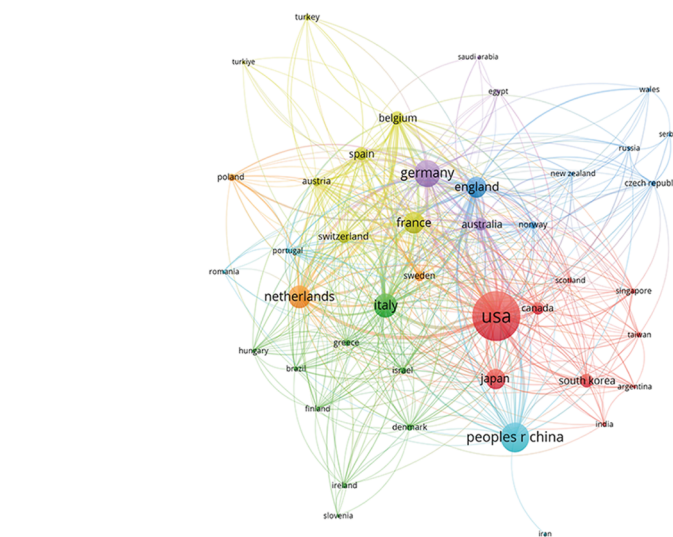 turkey
saudi arabia
turkiye
egypt
wales
belgium
serb
russia
spain
germany
new zealand
poland
austria
england
czech republ
france
australia
norway
switzerland
portugal
romania
sweden
scotland
singapore
netherlands
italy
usa
canada
taiwan
greece
hungary
brazil
israel
japan
south korea
argentina
finland
india
denmark
peoples r china
ireland
slovenia
iran